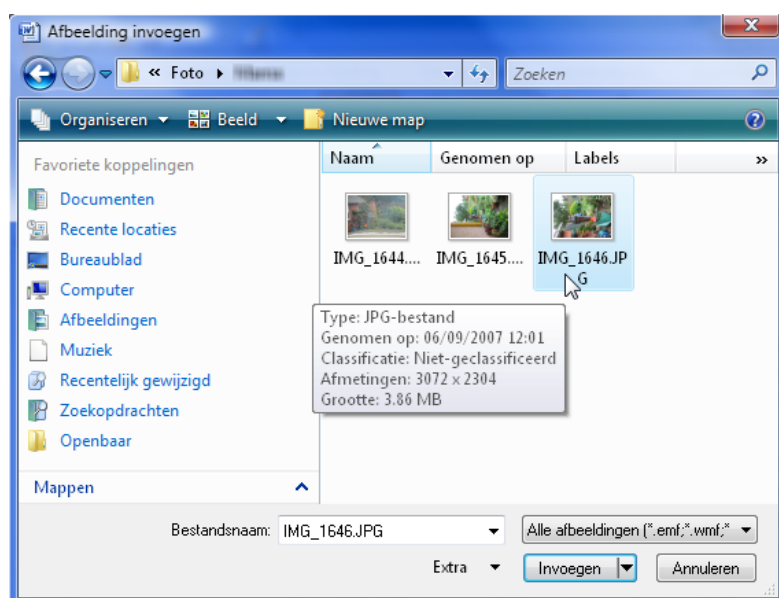 Afbeelding invoegen
« Foto
Zoeken
Organiseren Beeld Nieuwe map
Favoriete koppelingen
Documenten
Recente locaties
Bureaublad
Computer
Afbeeldingen
Muziek
Recentelijk gewijzigd
Zoekopdrachten
Openbaar
Mappen
Naam Genomen op Labels »
IMG_1644.... IMG_1645.... IMG_1646.JP
G
Type: JPG-bestand
Genomen op: 06/09/2007 12:01
Classificatie: Niet-geclassificeerd
Afmetingen: 3072 x 2304
Grootte: 3.86 MB
Bestandsnaam: IMG_1646.JPG Alle afbeeldingen (*.emf;*.wmf;*
Extra Invoegen Annuleren